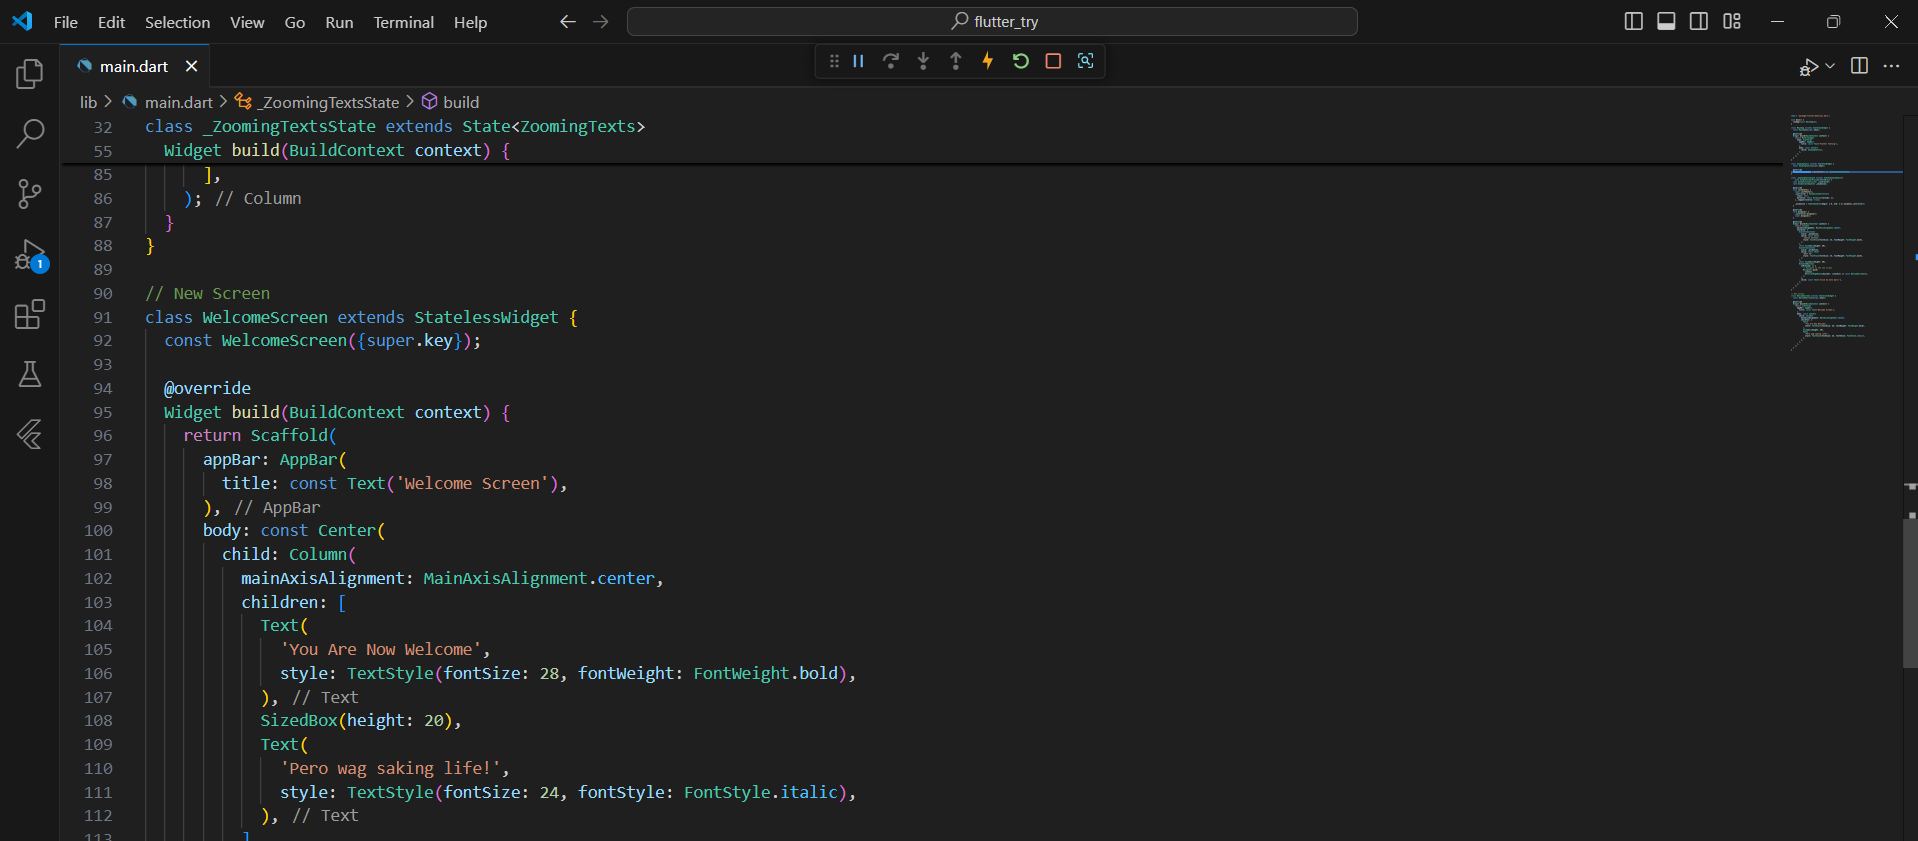 File Edit Selection View Go Run Terminal Help flutter_try
main.dart
lib > main.dart > _ZoomingTextsState > build
32 class _ZoomingTextsState extends State<ZoomingTexts>
55 Widget build(BuildContext context) {
85 ],
86 ); // Column
87 }
88 }
89
90 // New Screen
91 class WelcomeScreen extends StatelessWidget {
92 const WelcomeScreen({super.key});
93
94 @override
95 Widget build(BuildContext context) {
96 return Scaffold(
97 appBar: AppBar(
98 title: const Text('Welcome Screen'),
99 ), // AppBar
100 body: const Center(
101 child: Column(
102 mainAxisAlignment: MainAxisAlignment.center,
103 children: [
104 Text(
105 'You Are Now Welcome',
106 style: TextStyle(fontSize: 28, fontWeight: FontWeight.bold),
107 ), // Text
108 SizedBox(height: 20),
109 Text(
110 'Pero wag saking life!',
111 style: TextStyle(fontSize: 24, fontStyle: FontStyle.italic),
112 ), // Text
113 ]
1